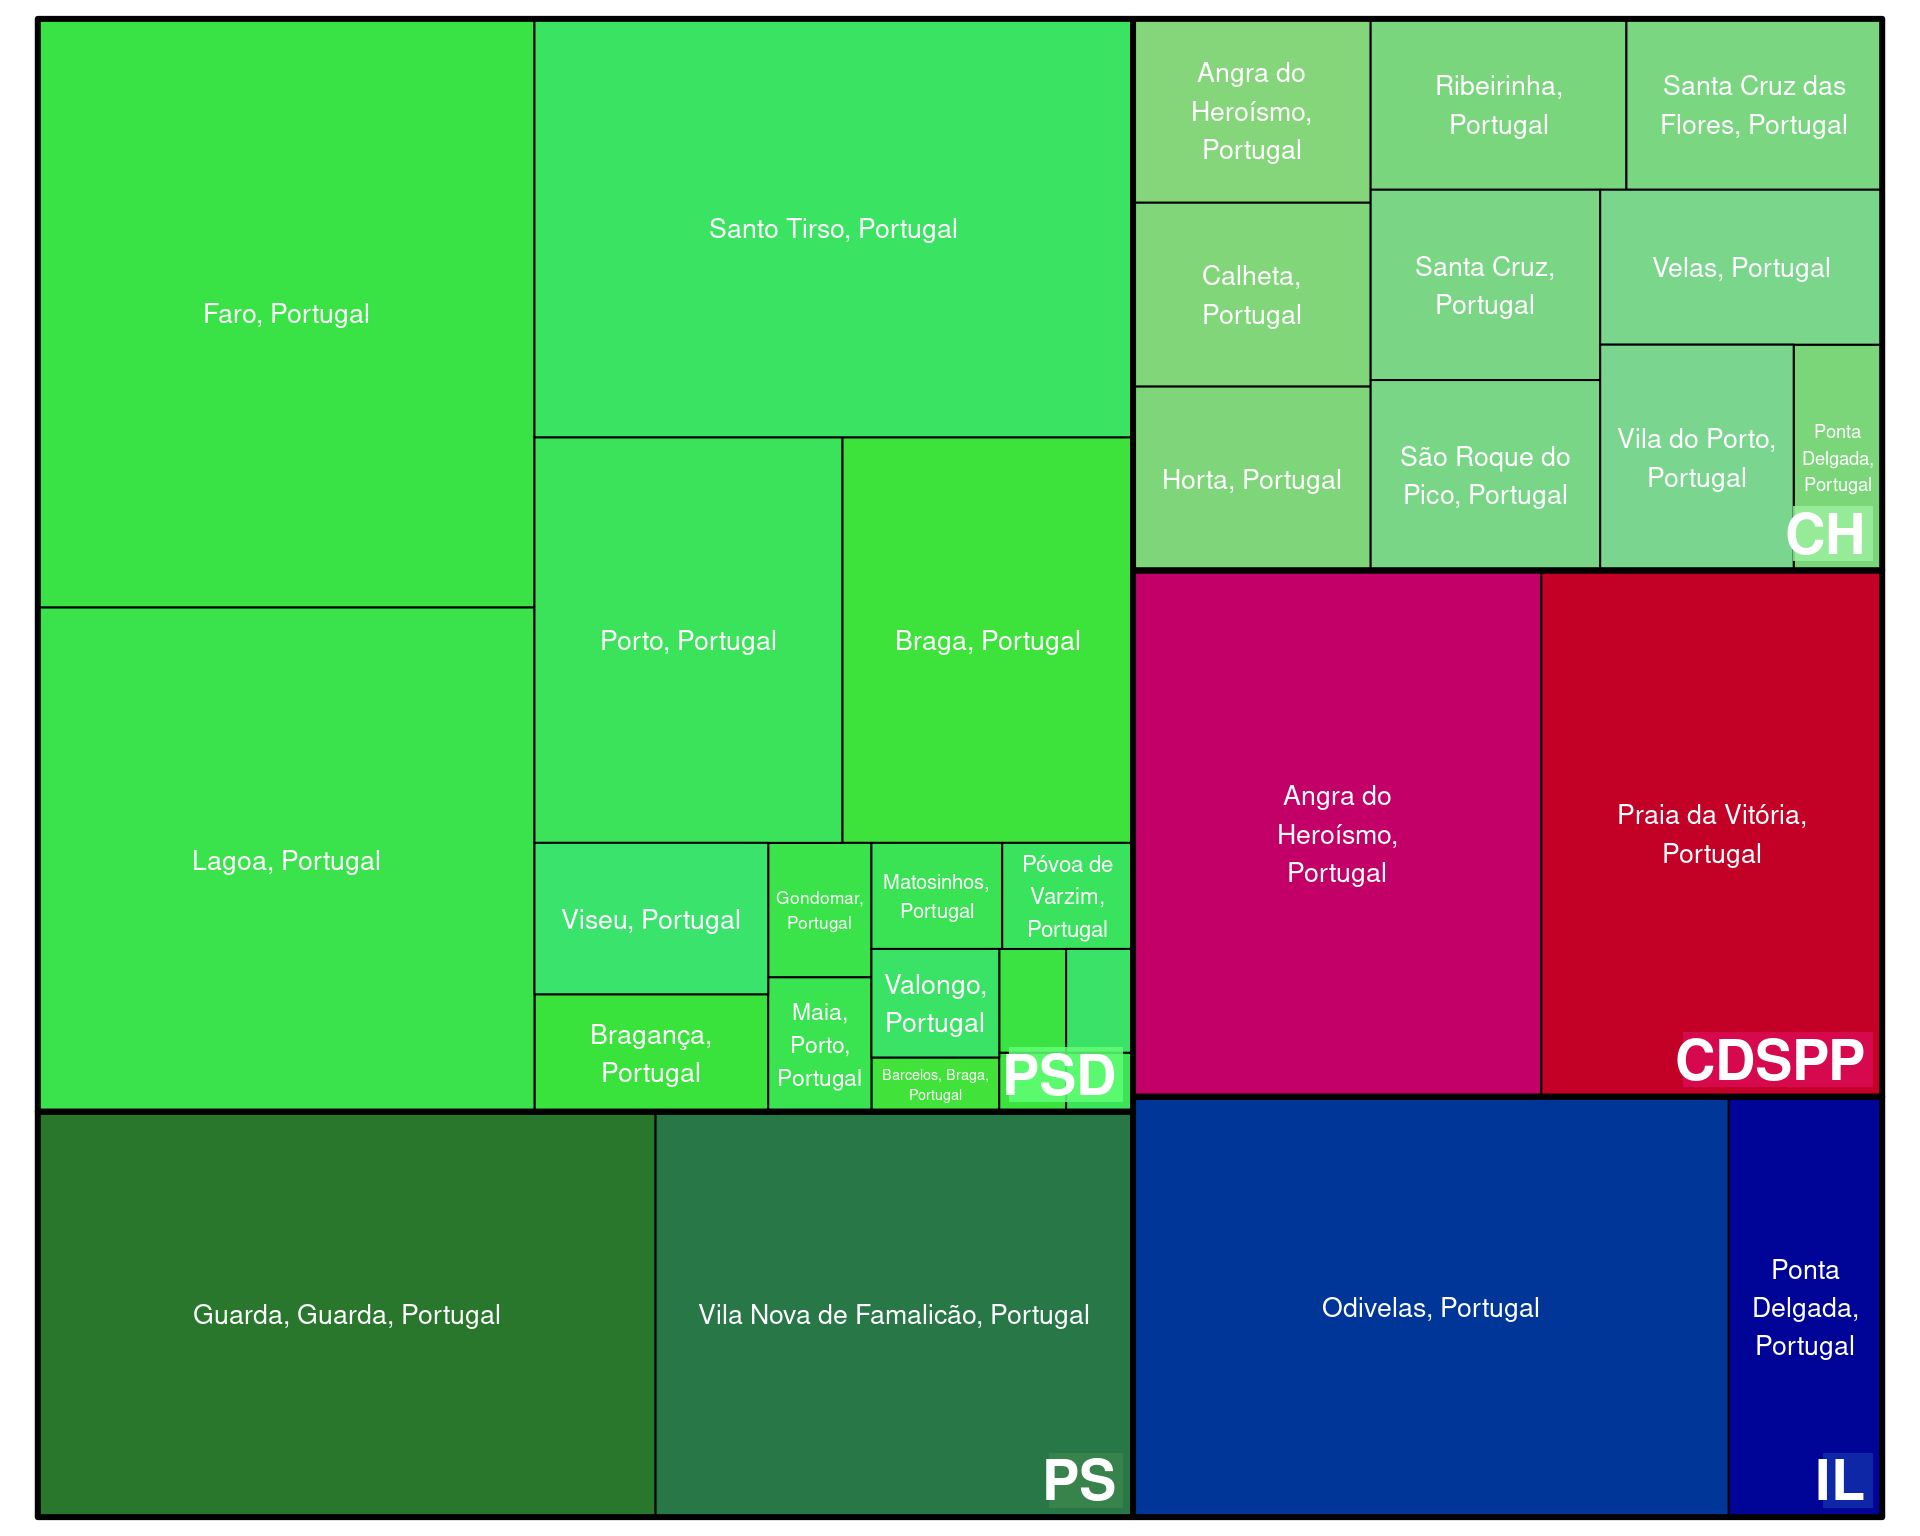 Faro, Portugal
Santo Tirso, Portugal
Lagoa, Portugal
Porto, Portugal
Braga, Portugal
Viseu, Portugal
Bragança,
Portugal
Gondomar,
Portugal
Maia,
Porto,
Portugal
Matosinhos,
Portugal
Póvoa de
Varzim,
Portugal
Valongo,
Portugal
Barcelos, Braga,
Portugal
PSD
Guarda, Guarda, Portugal
Vila Nova de Famalicão, Portugal
PS
Angra do
Heroísmo,
Portugal
Calheta,
Portugal
Horta, Portugal
Ribeirinha,
Portugal
Santa Cruz das
Flores, Portugal
Santa Cruz,
Portugal
Velas, Portugal
São Roque do
Pico, Portugal
Vila do Porto,
Portugal
Ponta
Delgada,
Portugal
CH
Angra do
Heroísmo,
Portugal
Praia da Vitória,
Portugal
CDSPP
Odivelas, Portugal
Ponta
Delgada,
Portugal
IL